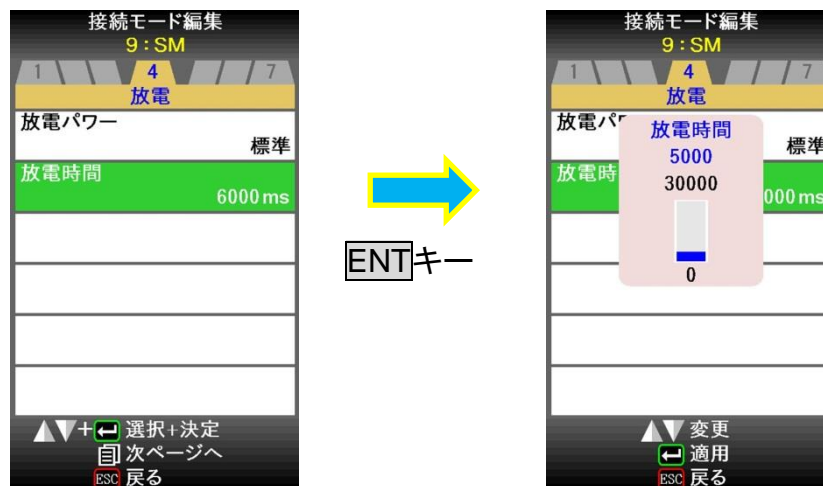 接続モード編集
9：SM
1
4
7
放電
放電パワー
標準
放電時間
6000 ms
+ 選択+決定
次ページへ
ESC 戻る
ENTキー
接続モード編集
9：SM
1
4
7
放電
放電パワ
標準
放電時
000 ms
放電時間
5000
30000
0
変更
適用
ESC 戻る